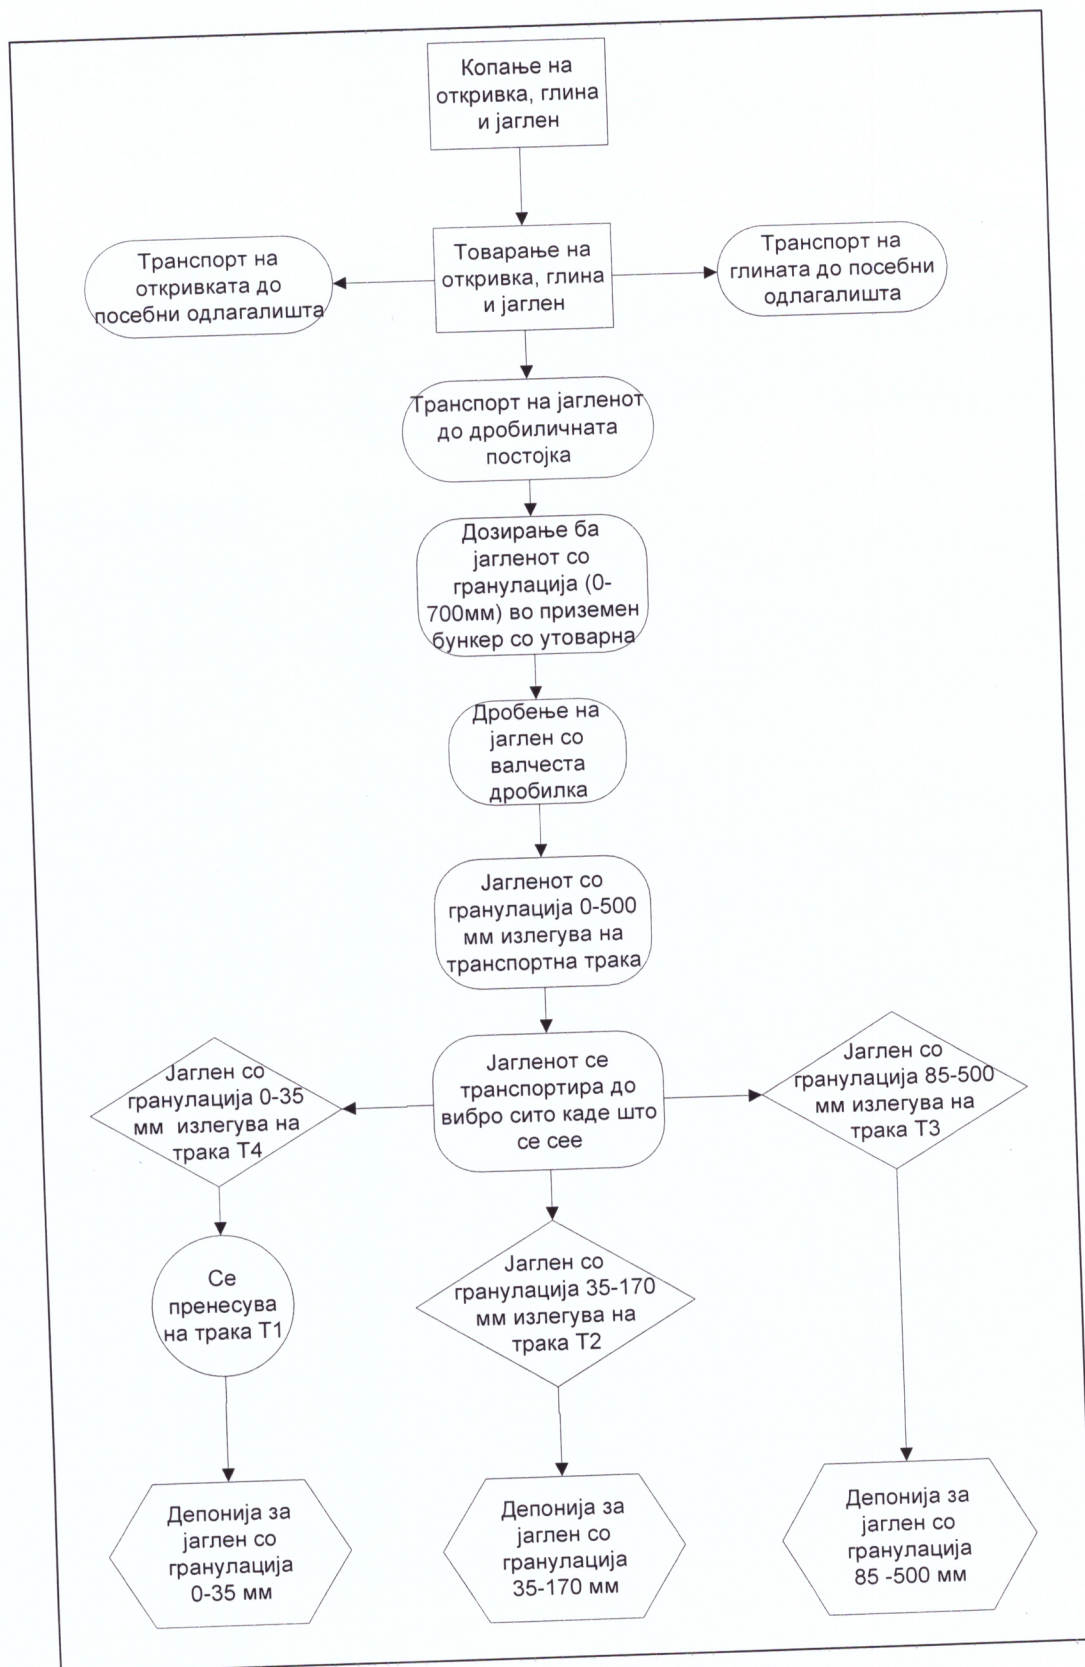 Копање на
откривка, глина
и јаглен
Транспорт на
откривката до
посебни одлагалишта
Товарање на
откривка, глина
и јаглен
Транспорт на
глината до посебни
одлагалишта
Транспорт на јагленот
до дробиличната
постојка
Дозирање ба
јагленот со
гранулација (0-
700мм) во приземен
бункер со утоварна
Дробење на
јаглен со
валчеста
дробилка
Јагленот со
гранулација 0-500
мм излегува на
транспортна трака
Јаглен со
гранулација 0-35
мм излегува на
трака Т4
Јагленот се
транспортира до
вибро сито каде што
се сее
Јаглен со
гранулација 85-500
мм излегува на
трака Т3
Се
пренесува
на трака Т1
Јаглен со
гранулација 35-170
мм излегува на
трака Т2
Депонија за
јаглен со
гранулација
0-35 мм
Депонија за
јаглен со
гранулација
35-170 мм
Депонија за
јаглен со
гранулација
85 -500 мм